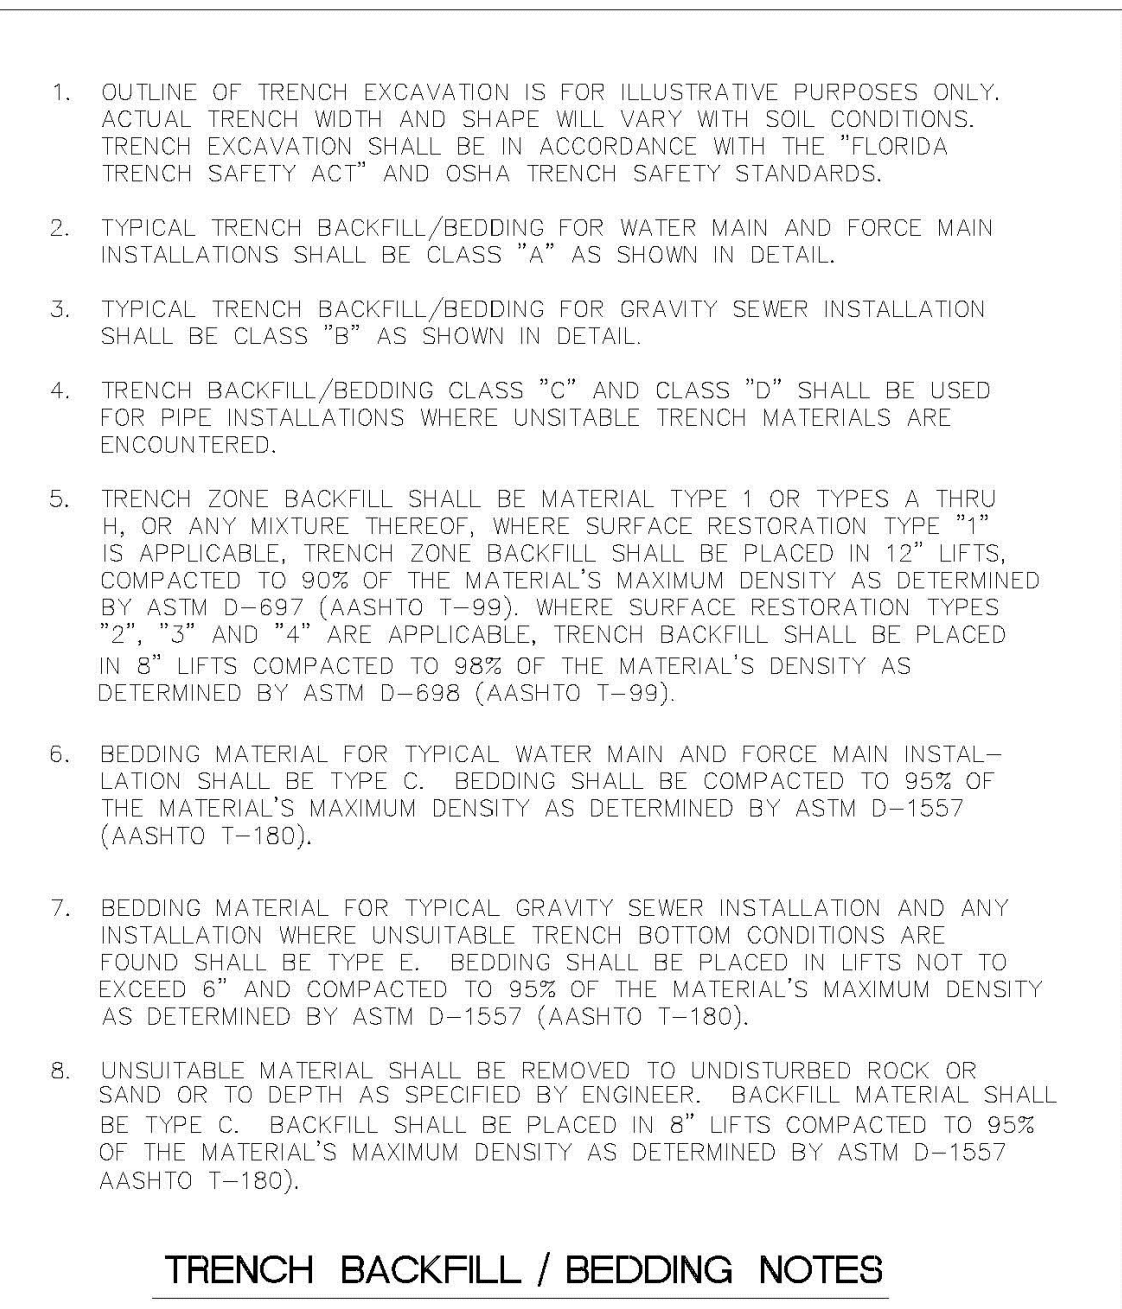 1. OUTLINE OF TRENCH EXCAVATION IS FOR ILLUSTRATIVE PURPOSES ONLY.
ACTUAL TRENCH WIDTH AND SHAPE WILL VARY WITH SOIL CONDITIONS.
TRENCH EXCAVATION SHALL BE IN ACCORDANCE WITH THE "FLORIDA
TRENCH SAFETY ACT" AND OSHA TRENCH SAFETY STANDARDS.
2. TYPICAL TRENCH BACKFILL/BEDDING FOR WATER MAIN AND FORCE MAIN
INSTALLATIONS SHALL BE CLASS "A" AS SHOWN IN DETAIL.
3. TYPICAL TRENCH BACKFILL/BEDDING FOR GRAVITY SEWER INSTALLATION
SHALL BE CLASS "B" AS SHOWN IN DETAIL.
4. TRENCH BACKFILL/BEDDING CLASS "C" AND CLASS "D" SHALL BE USED
FOR PIPE INSTALLATIONS WHERE UNSITABLE TRENCH MATERIALS ARE
ENCOUNTERED.
5. TRENCH ZONE BACKFILL SHALL BE MATERIAL TYPE 1 OR TYPES A THRU
H, OR ANY MIXTURE THEREOF, WHERE SURFACE RESTORATION TYPE "1"
IS APPLICABLE, TRENCH ZONE BACKFILL SHALL BE PLACED IN 12" LIFTS,
COMPACTED TO 90% OF THE MATERIAL'S MAXIMUM DENSITY AS DETERMINED
BY ASTM D-697 (AASHTO T-99). WHERE SURFACE RESTORATION TYPES
"2", "3" AND "4" ARE APPLICABLE, TRENCH BACKFILL SHALL BE PLACED
IN 8" LIFTS COMPACTED TO 98% OF THE MATERIAL'S DENSITY AS
DETERMINED BY ASTM D-698 (AASHTO T-99).
6. BEDDING MATERIAL FOR TYPICAL WATER MAIN AND FORCE MAIN INSTAL-
LATION SHALL BE TYPE C. BEDDING SHALL BE COMPACTED TO 95% OF
THE MATERIAL'S MAXIMUM DENSITY AS DETERMINED BY ASTM D-1557
(AASHTO T-180).
7. BEDDING MATERIAL FOR TYPICAL GRAVITY SEWER INSTALLATION AND ANY
INSTALLATION WHERE UNSUITABLE TRENCH BOTTOM CONDITIONS ARE
FOUND SHALL BE TYPE E. BEDDING SHALL BE PLACED IN LIFTS NOT TO
EXCEED 6" AND COMPACTED TO 95% OF THE MATERIAL'S MAXIMUM DENSITY
AS DETERMINED BY ASTM D-1557 (AASHTO T-180).
8. UNSUITABLE MATERIAL SHALL BE REMOVED TO UNDISTURBED ROCK OR
SAND OR TO DEPTH AS SPECIFIED BY ENGINEER. BACKFILL MATERIAL SHALL
BE TYPE C. BACKFILL SHALL BE PLACED IN 8" LIFTS COMPACTED TO 95%
OF THE MATERIAL'S MAXIMUM DENSITY AS DETERMINED BY ASTM D-1557
AASHTO T-180).
TRENCH BACKFILL / BEDDING NOTES